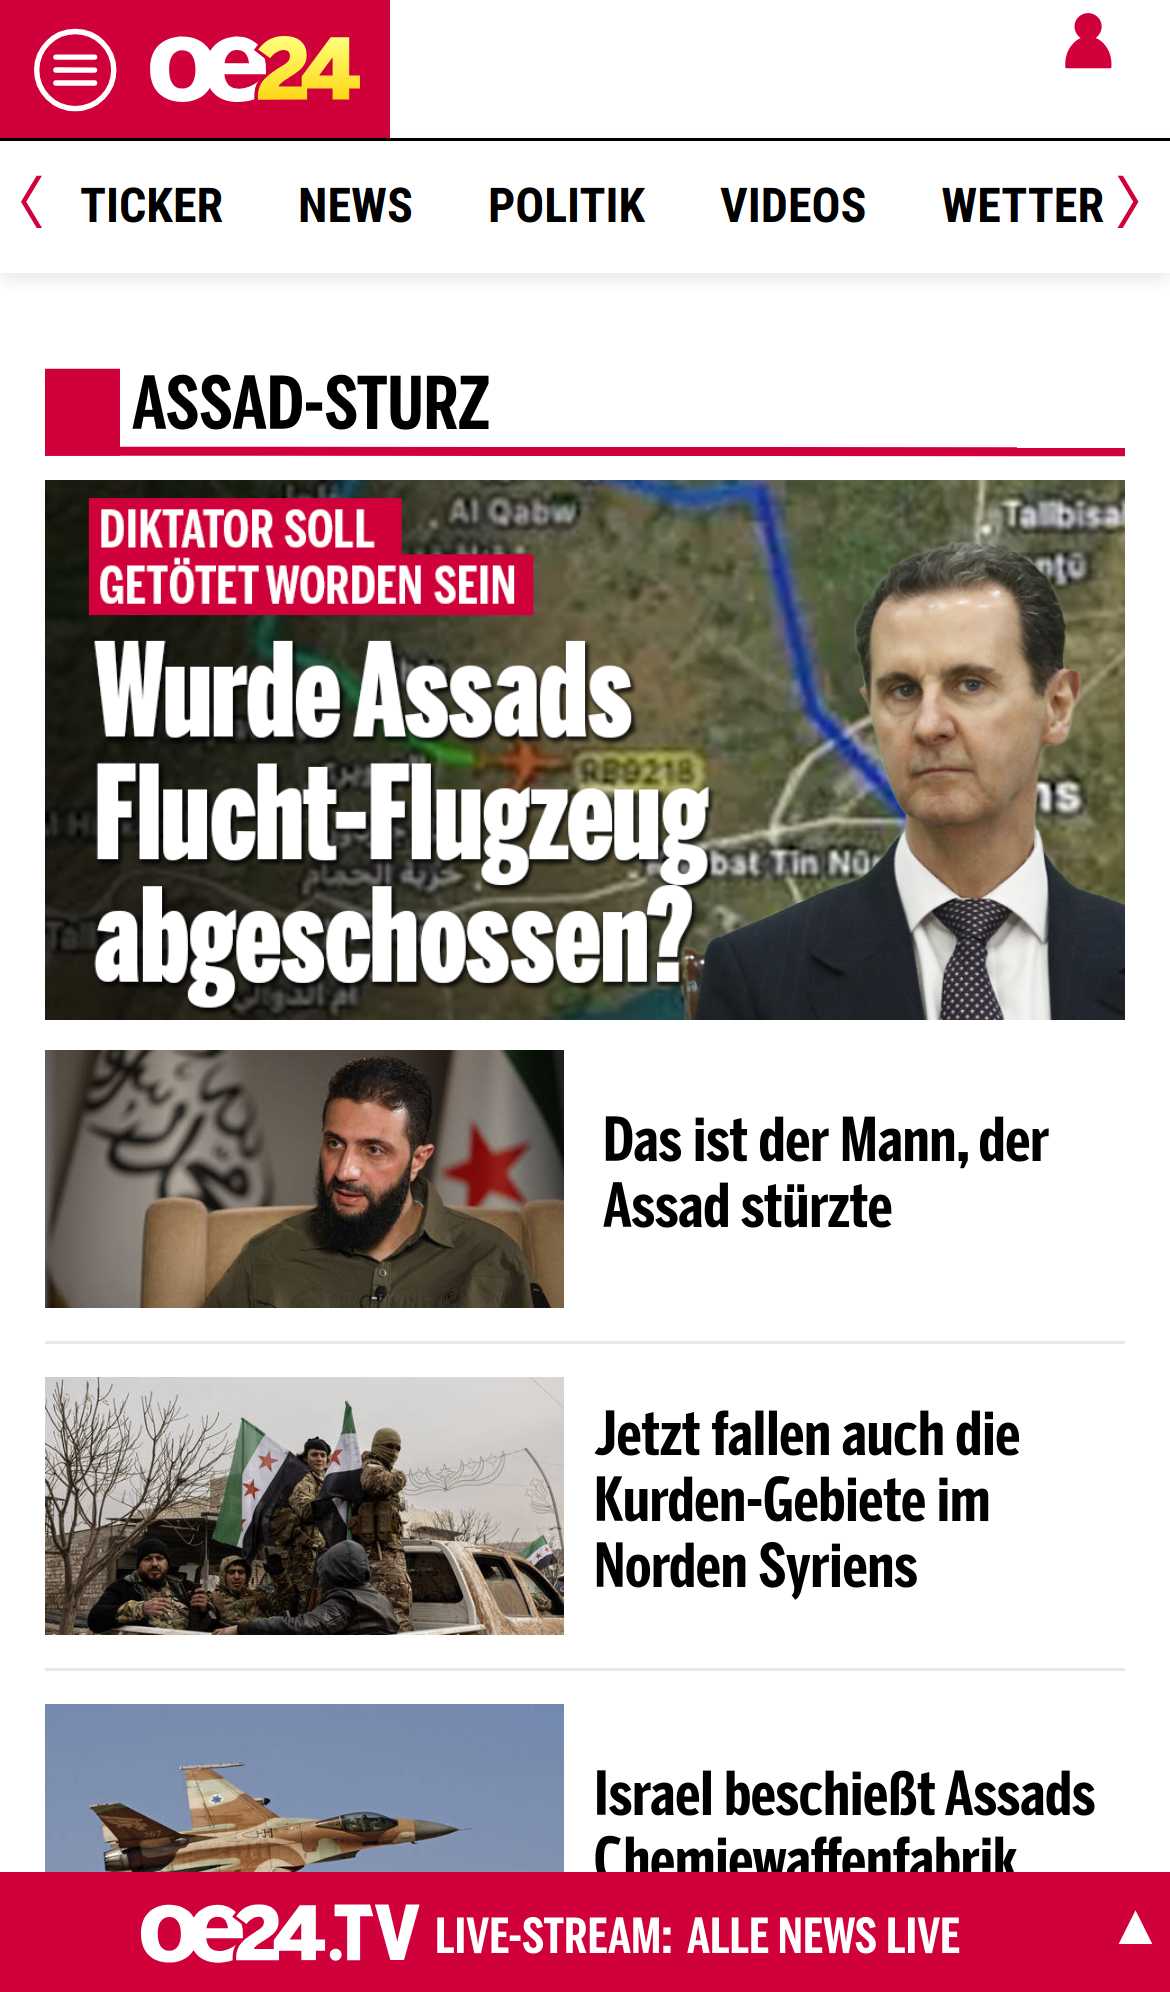 oe24
TICKER
NEWS
POLITIK
VIDEOS
WETTER
ASSAD-STURZ
Al Qabw
DIKTATOR SOLL
GETÖTET WORDEN SEIN
Wurde Assads
RB9218
Flucht-Flugzeug
abgeschossen?
Das ist der Mann, der
Assad stürzte
Jetzt fallen auch die
Kurden-Gebiete im
Norden Syriens
Israel beschießt Assads
Chemiewaffenfabrik
oe24.TV LIVE-STREAM: ALLE NEWS LIVE